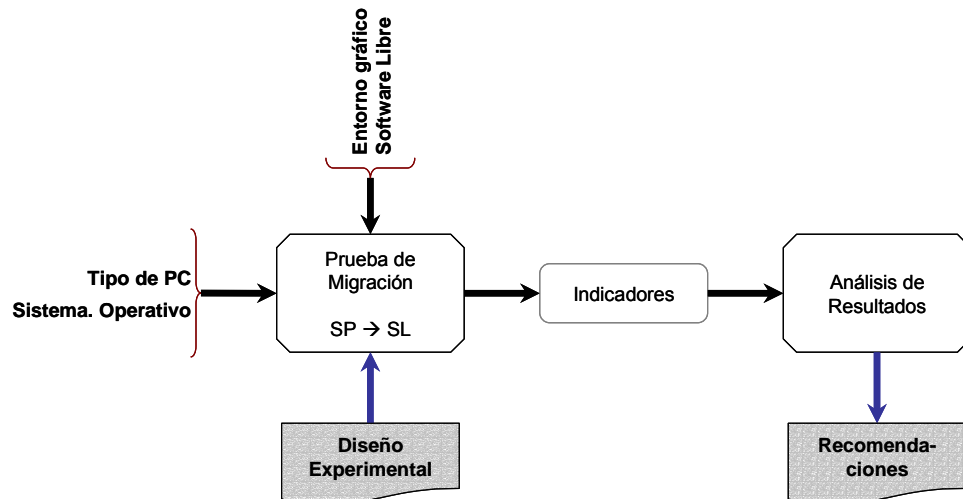 Entorno gráfico
Software Libre
Tipo de PC
Sistema. Operativo
Prueba de
Migración
SP → SL
Indicadores
Análisis de
Resultados
Diseño
Experimental
Recomenda-
ciones